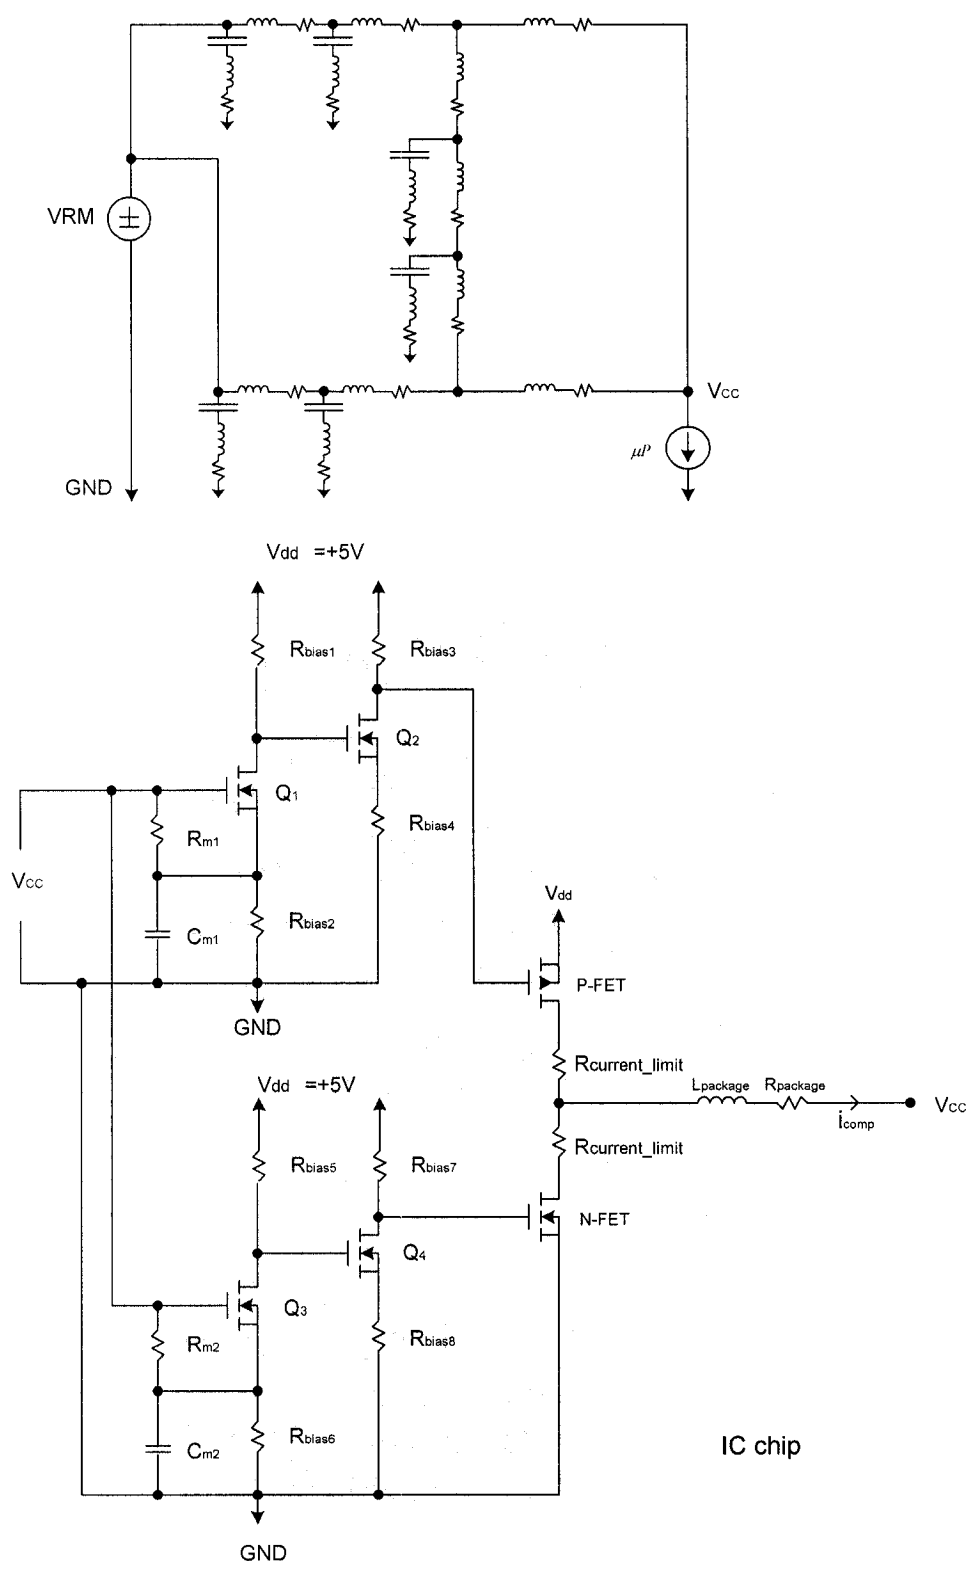 VRM
Vcc
μP
GND
Vdd =+5V
Rbias1
Rbias3
Q2
Q1
Rbias4
Rm1
Vcc
Cm1
Rbias2
Vdd
P-FET
GND
Rcurrent_limit
Vdd =+5V
Lpackage
Rpackage
Vcc
icomp
Rcurrent_limit
Rbias5
Rbias7
N-FET
Q4
Q3
Rm2
Rbias8
Cm2
Rbias6
IC chip
GND